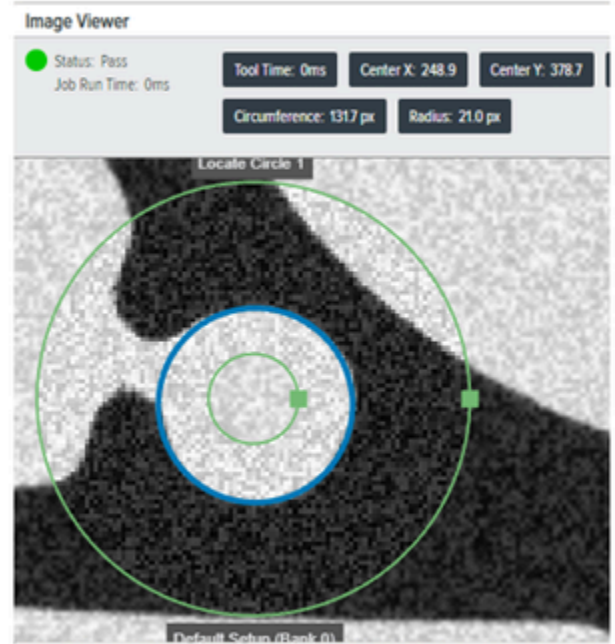 Image Viewer
Status: Pass
Job Run Time: 0ms
Tool Time: 0ms
Center X: 248.9
Center Y: 378.7
Circumference: 131.7 px
Radius: 21.0 px
Locate Circle 1
Default Setup (Bank 0)